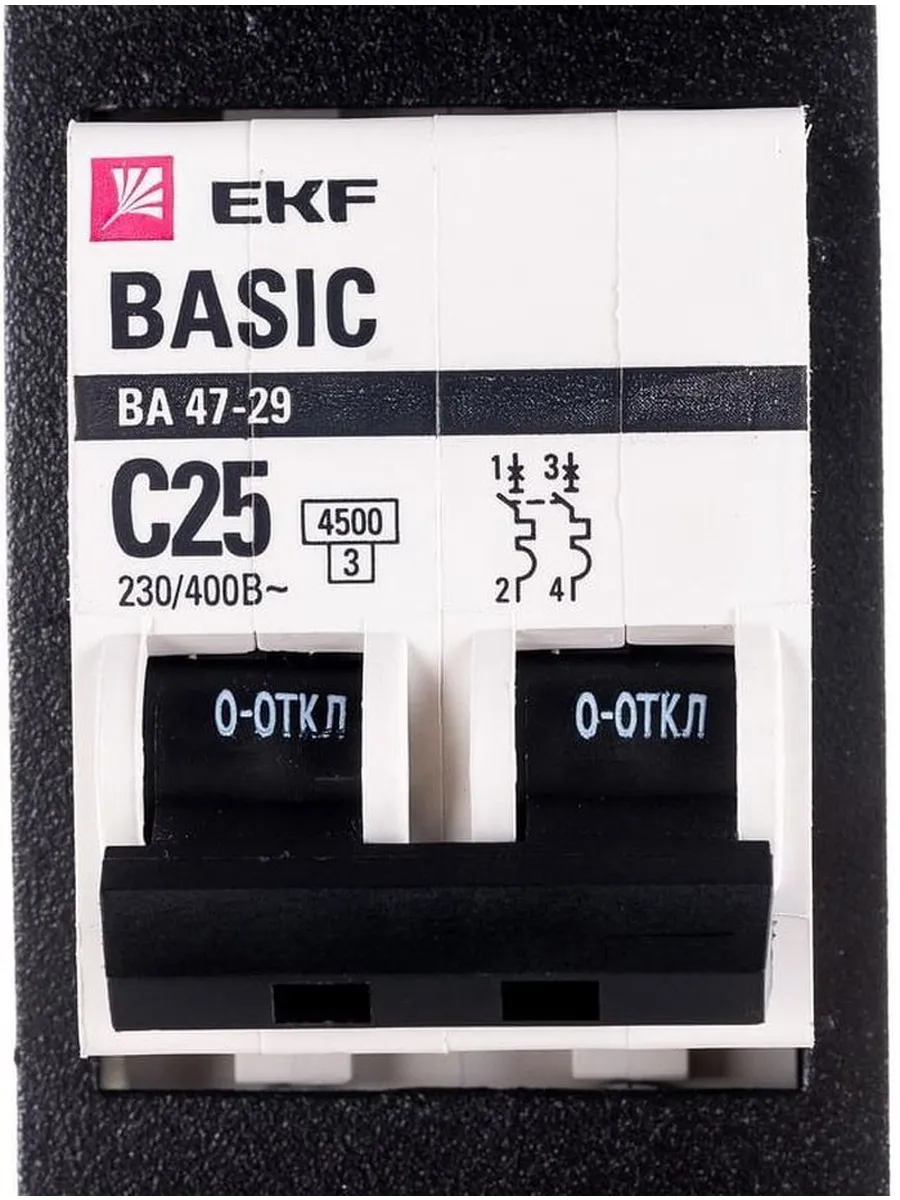 EKF
BASIC
ВА 47-29
C25
4500
3
230/400В~
1 3
2 4
0-ОТКЛ
0-ОТКЛ